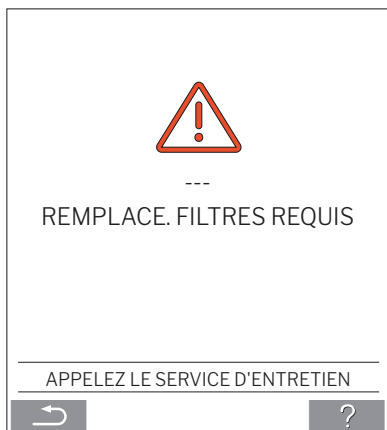 ---
REMPLACE. FILTRES REQUIS
APPELEZ LE SERVICE D'ENTRETIEN
?